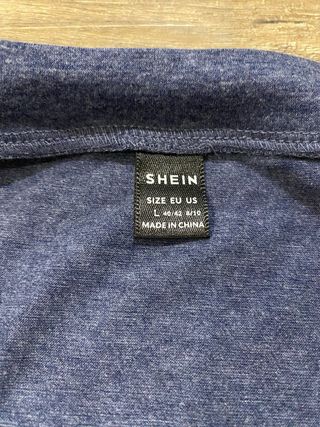 SHEIN
SIZE EU US
L 40/42 8/10
MADE IN CHINA